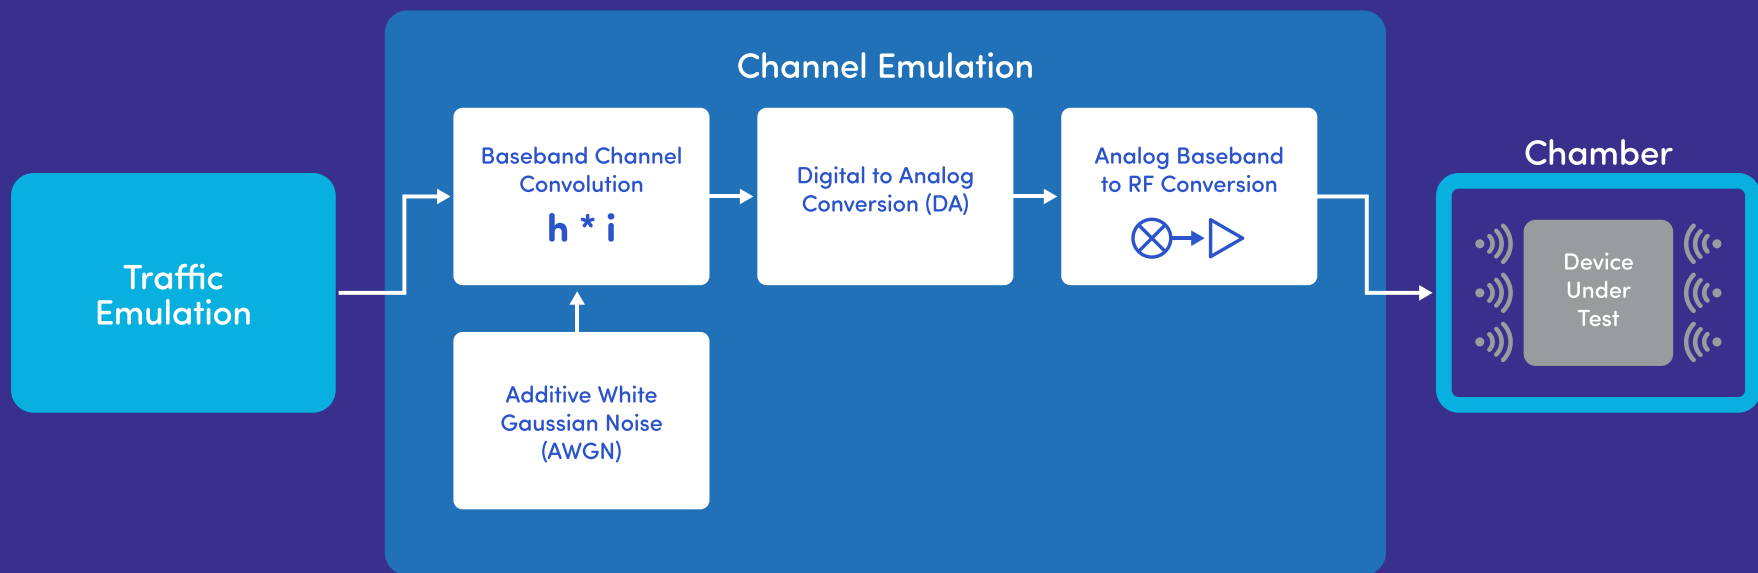 Channel Emulation
Traffic
Emulation
Baseband Channel
Convolution
h * i
Additive White
Gaussian Noise
(AWGN)
Digital to Analog
Conversion (DA)
Analog Baseband
to RF Conversion
Chamber
Device
Under
Test